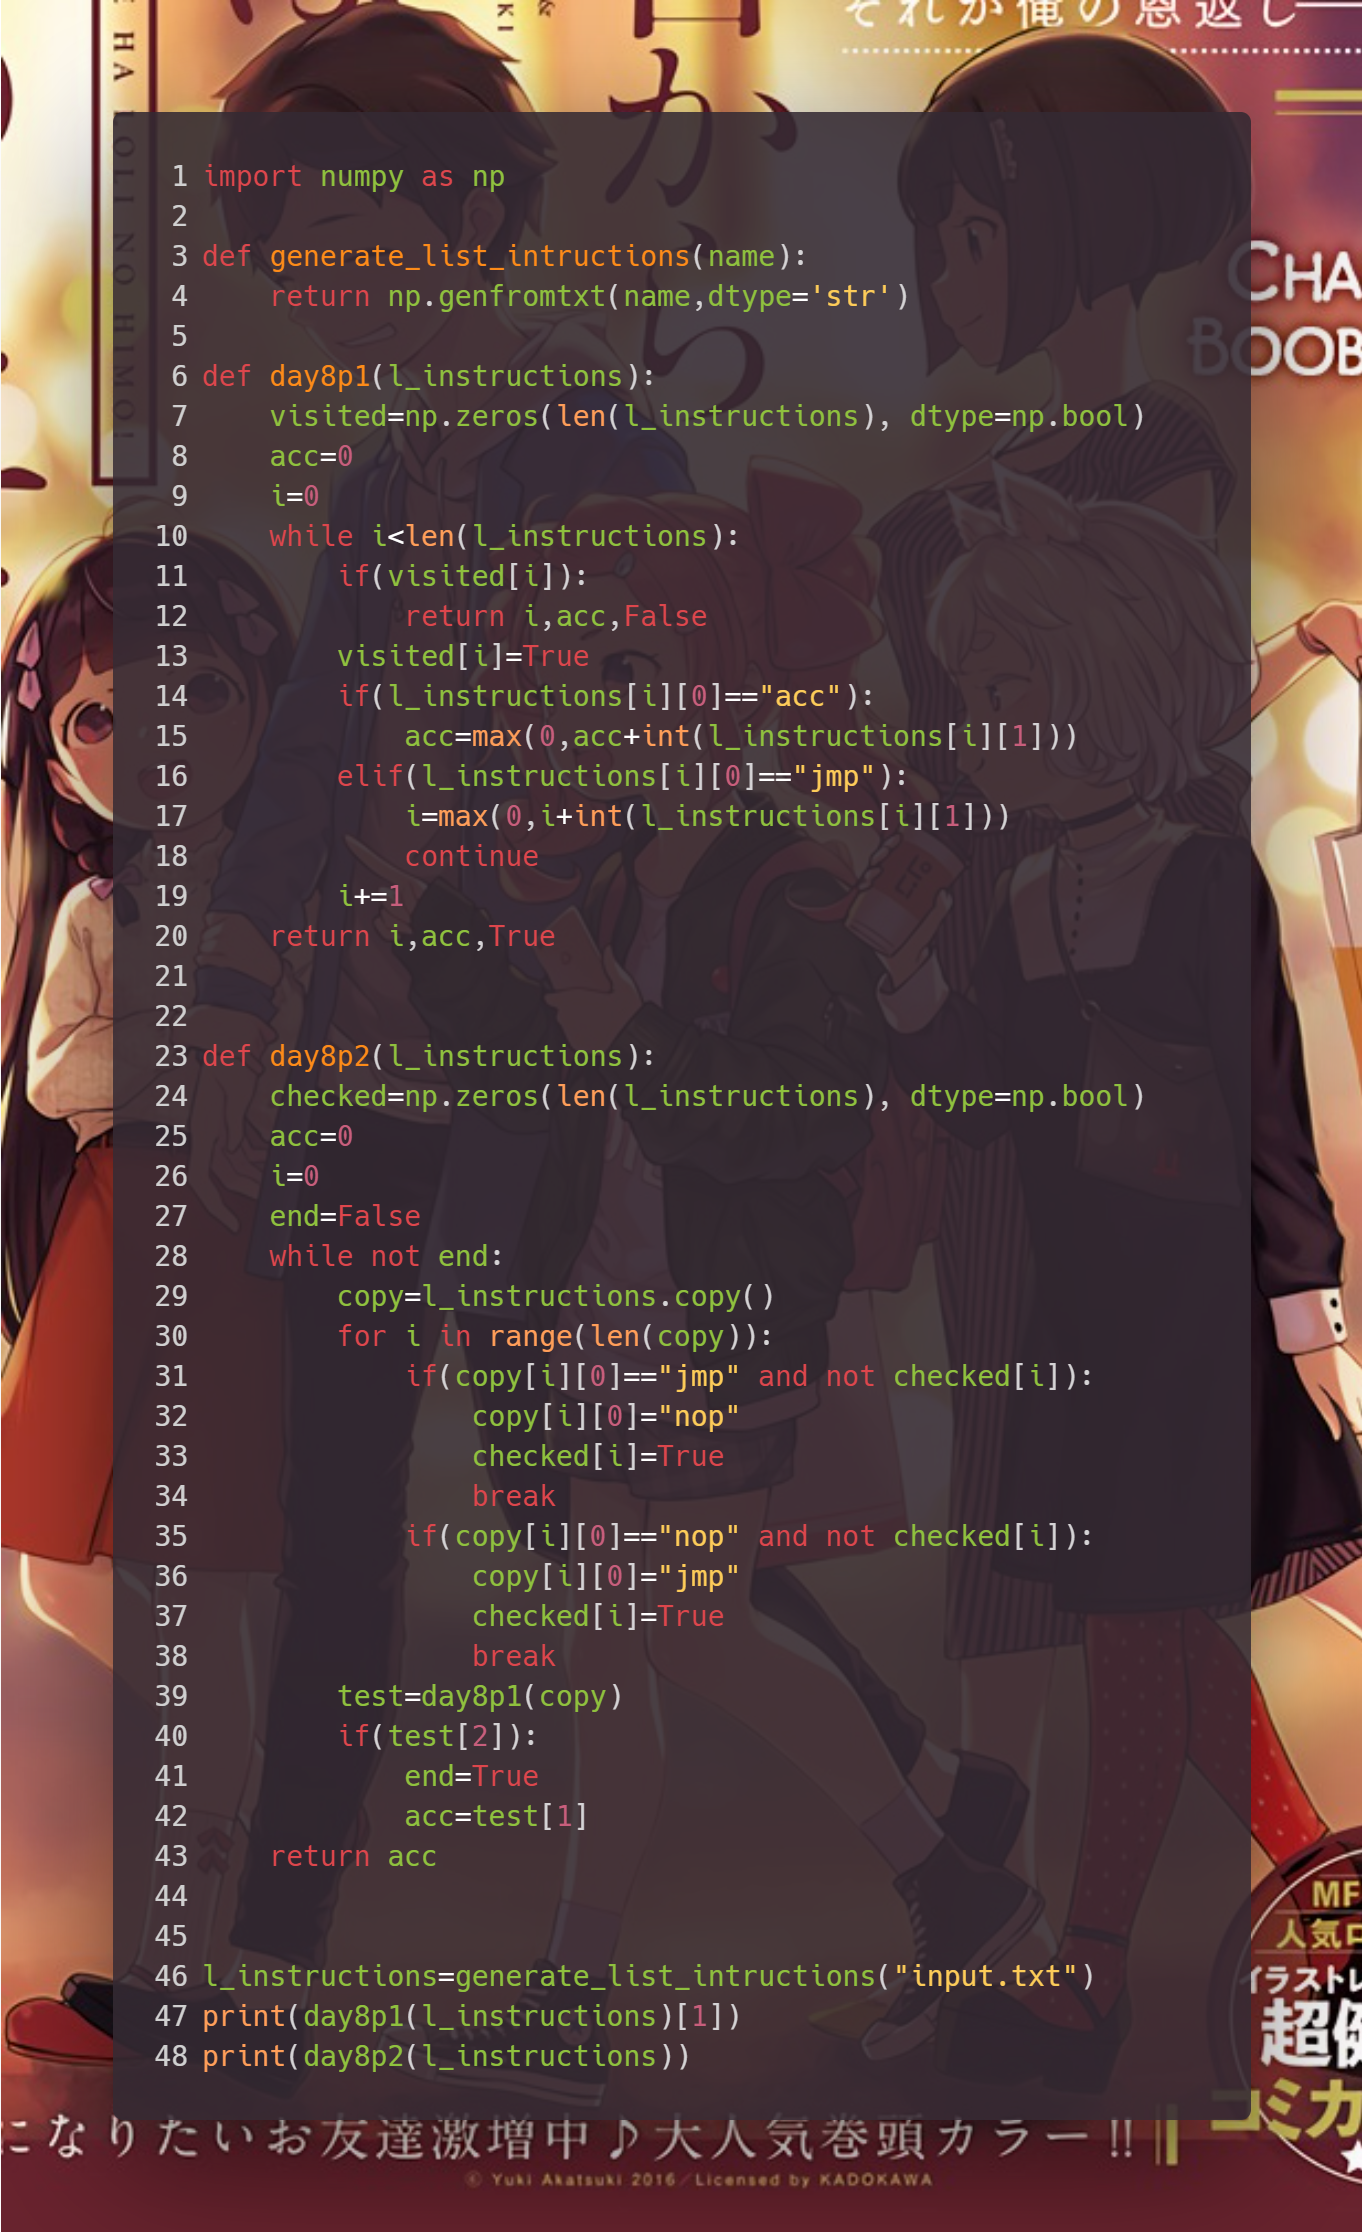 KI
それが俺の恩返し―
から
E HA LOLI NO HIMO!
CHA
BOOB
1 import numpy as np
2
3 def generate_list_intructions(name):
4     return np.genfromtxt(name,dtype='str')
5
6 def day8p1(l_instructions):
7     visited=np.zeros(len(l_instructions), dtype=np.bool)
8     acc=0
9     i=0
10     while i<len(l_instructions):
11         if(visited[i]):
12             return i,acc,False
13         visited[i]=True
14         if(l_instructions[i][0]=="acc"):
15             acc=max(0,acc+int(l_instructions[i][1]))
16         elif(l_instructions[i][0]=="jmp"):
17             i=max(0,i+int(l_instructions[i][1]))
18             continue
19         i+=1
20     return i,acc,True
21
22
23 def day8p2(l_instructions):
24     checked=np.zeros(len(l_instructions), dtype=np.bool)
25     acc=0
26     i=0
27     end=False
28     while not end:
29         copy=l_instructions.copy()
30         for i in range(len(copy)):
31             if(copy[i][0]=="jmp" and not checked[i]):
32                 copy[i][0]="nop"
33                 checked[i]=True
34                 break
35             if(copy[i][0]=="nop" and not checked[i]):
36                 copy[i][0]="jmp"
37                 checked[i]=True
38                 break
39         test=day8p1(copy)
40         if(test[2]):
41             end=True
42             acc=test[1]
43     return acc
44
45
46 l_instructions=generate_list_intructions("input.txt")
47 print(day8p1(l_instructions)[1])
48 print(day8p2(l_instructions))
MF
人気
イラストレ
超
コミカ
になりたいお友達激増中♪大人気巻頭カラー!!
© Yuki Akatsuki 2016／Licensed by KADOKAWA